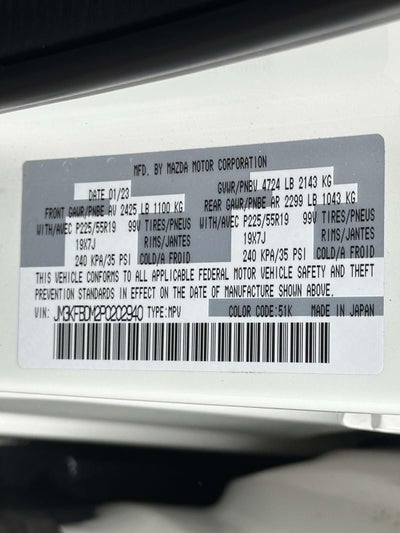 MFD. BY MAZDA MOTOR CORPORATION
DATE 01/23 GVWR/PNBV 4724 LB 2143 KG
FRONT GAWR/PNBE AV 2425 LB 1100 KG REAR GAWR/PNBE AR 2299 LB 1043 KG
WITH/AVEC P225/55R19 99V TIRES/PNEUS WITH/AVEC P225/55R19 99V TIRES/PNEUS
19X7J RIMS/JANTES 19X7J RIMS/JANTES
240 KPA/35 PSI COLD/A FROID 240 KPA/35 PSI COLD/A FROID
THIS VEHICLE CONFORMS TO ALL APPLICABLE FEDERAL MOTOR VEHICLE SAFETY AND THEFT
PREVENTION STANDARDS IN EFFECT ON THE DATE OF MANUFACTURE SHOWN ABOVE.
VIN: JM3KFBDM2P0202940 TYPE:MPV COLOR CODE:51K MADE IN JAPAN